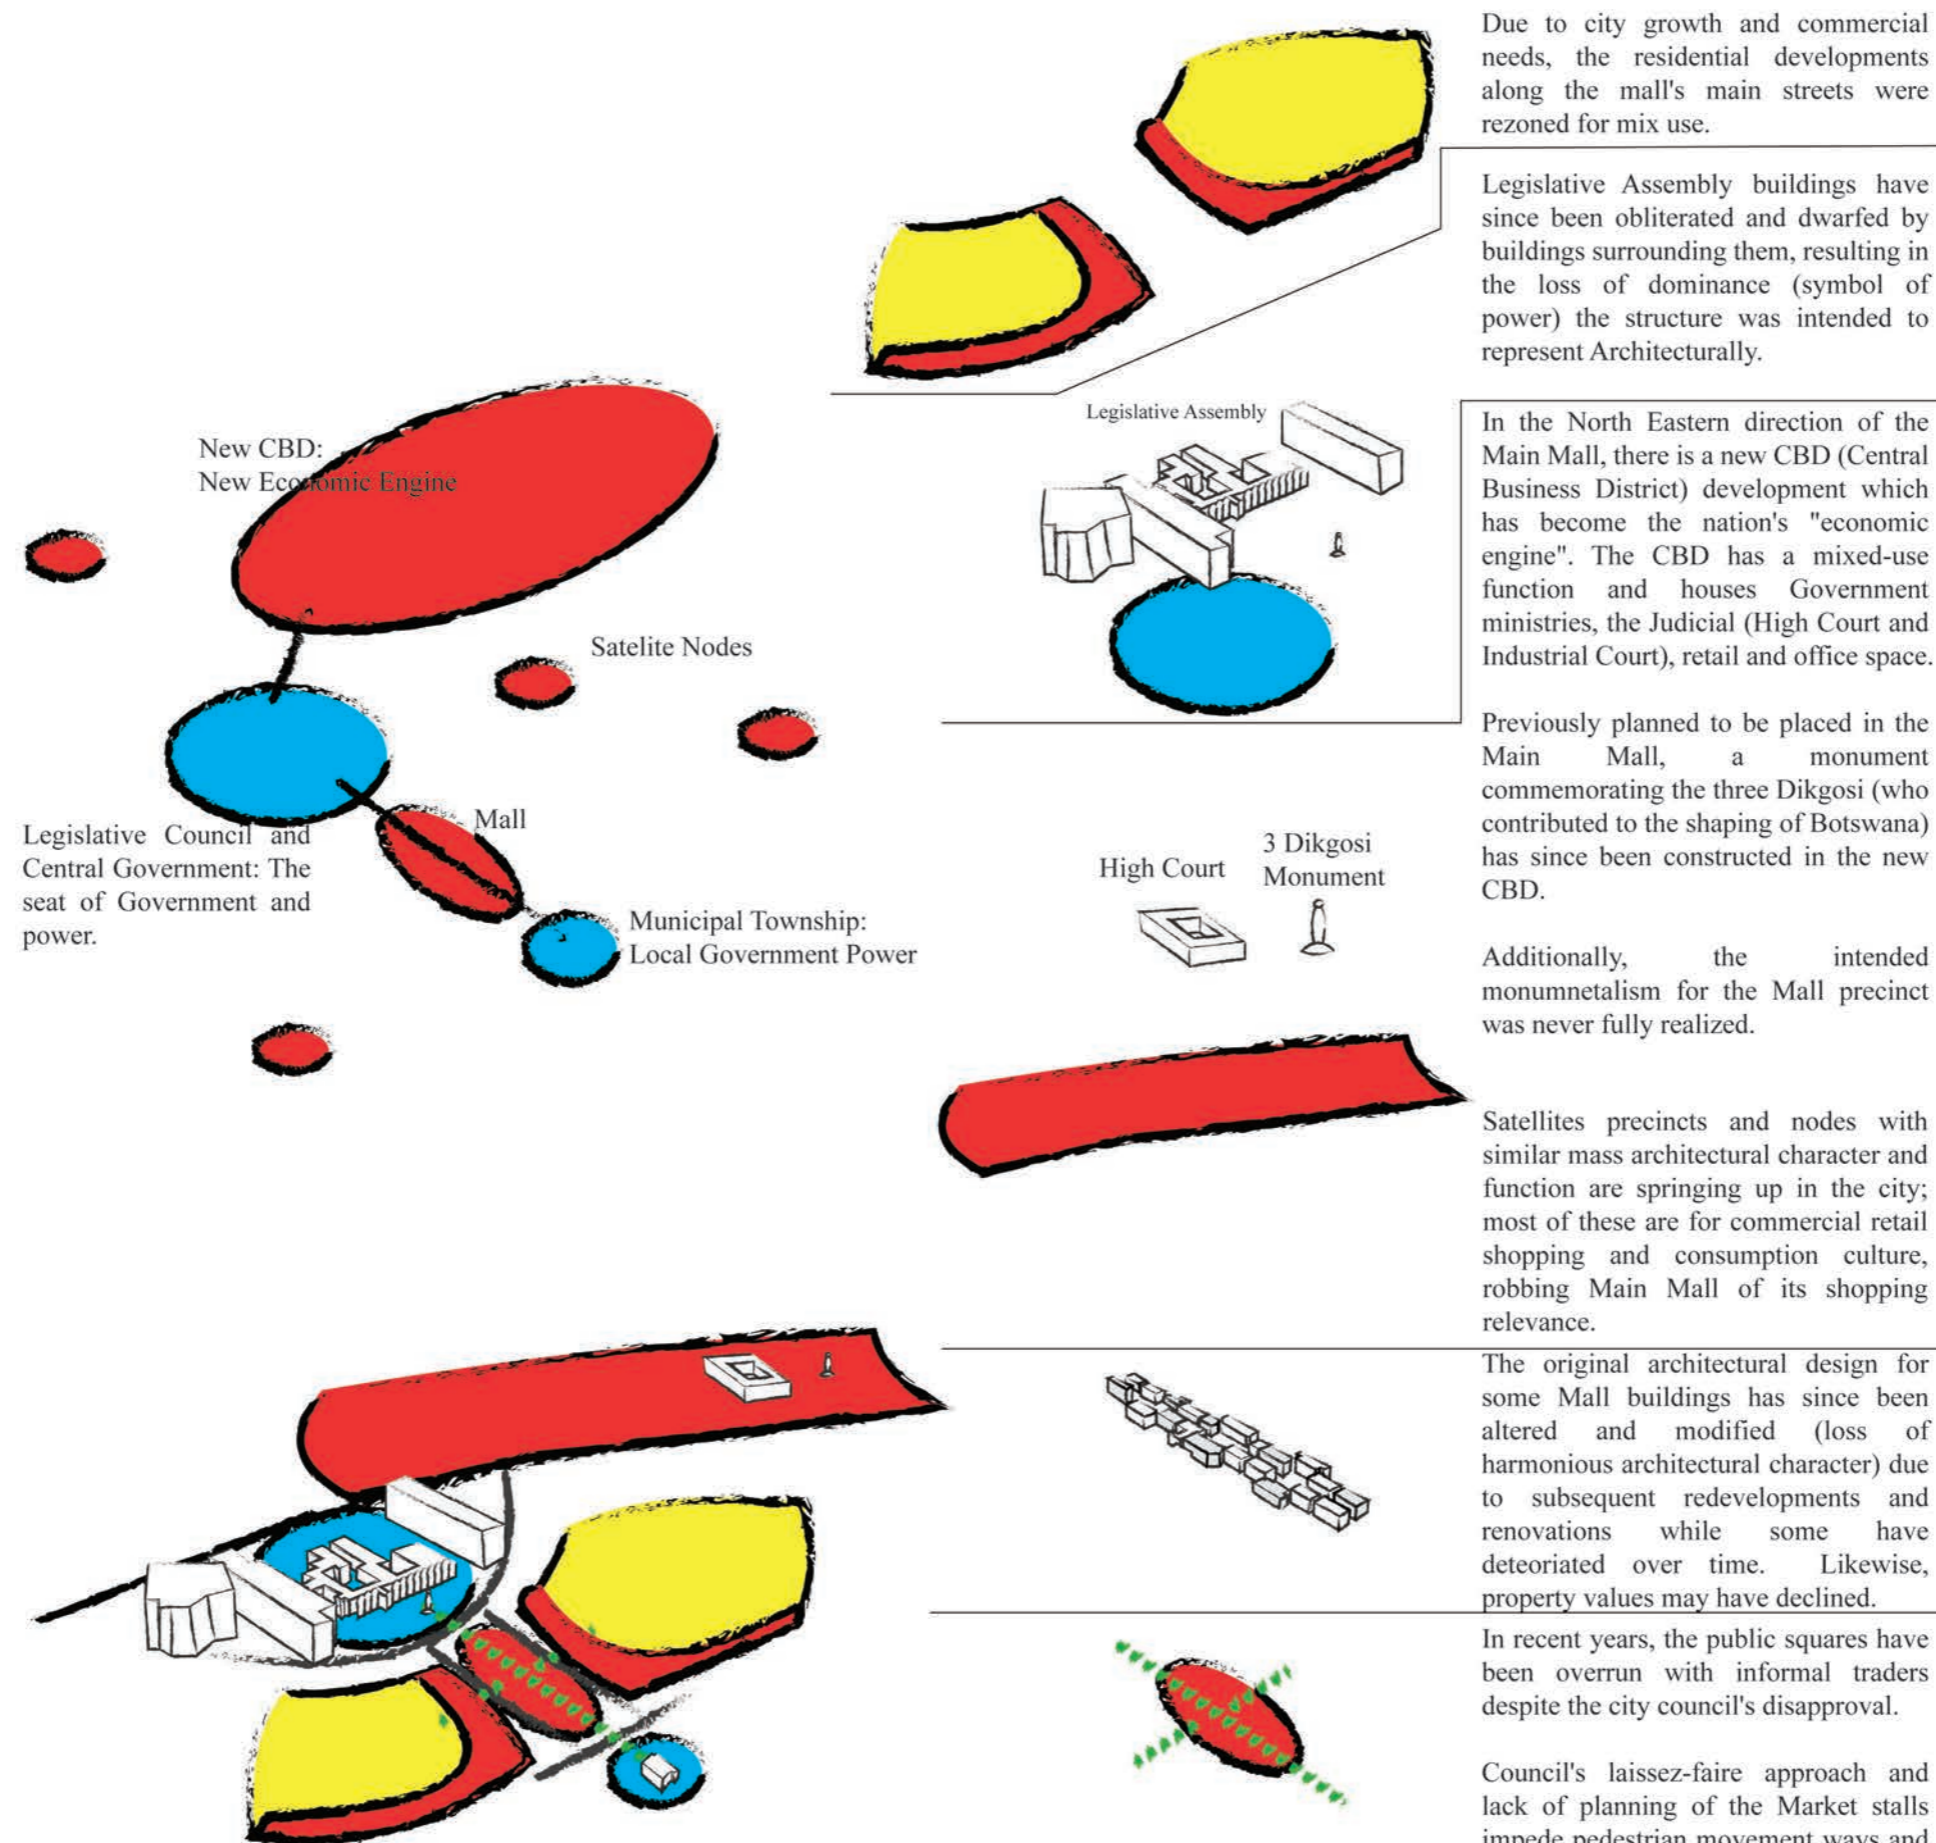 Due to city growth and commercial
needs, the residential developments
along the mall's main streets were
rezoned for mix use.
Legislative Assembly buildings have
since been obliterated and dwarfed by
buildings surrounding them, resulting in
the loss of dominance (symbol of
power) the structure was intended to
represent Architecturally.
Legislative Assembly
In the North Eastern direction of the
Main Mall, there is a new CBD (Central
Business District) development which
has become the nation's "economic
engine". The CBD has a mixed-use
function and houses Government
ministries, the Judicial (High Court and
Industrial Court), retail and office space.
New CBD:
New Economic Engine
Satelite Nodes
Mall
Legislative Council and
Central Government: The
seat of Government and
power.
Municipal Township:
Local Government Power
High Court
3 Dikgosi
Monument
Previously planned to be placed in the
Main Mall, a monument
commemorating the three Dikgosi (who
contributed to the shaping of Botswana)
has since been constructed in the new
CBD.
Additionally, the intended
monumnetalism for the Mall precinct
was never fully realized.
Satellites precincts and nodes with
similar mass architectural character and
function are springing up in the city;
most of these are for commercial retail
shopping and consumption culture,
robbing Main Mall of its shopping
relevance.
The original architectural design for
some Mall buildings has since been
altered and modified (loss of
harmonious architectural character) due
to subsequent redevelopments and
renovations while some have
deteoriated over time. Likewise,
property values may have declined.
In recent years, the public squares have
been overrun with informal traders
despite the city council's disapproval.
Council's laissez-faire approach and
lack of planning of the Market stalls
impede pedestrian movement ways and